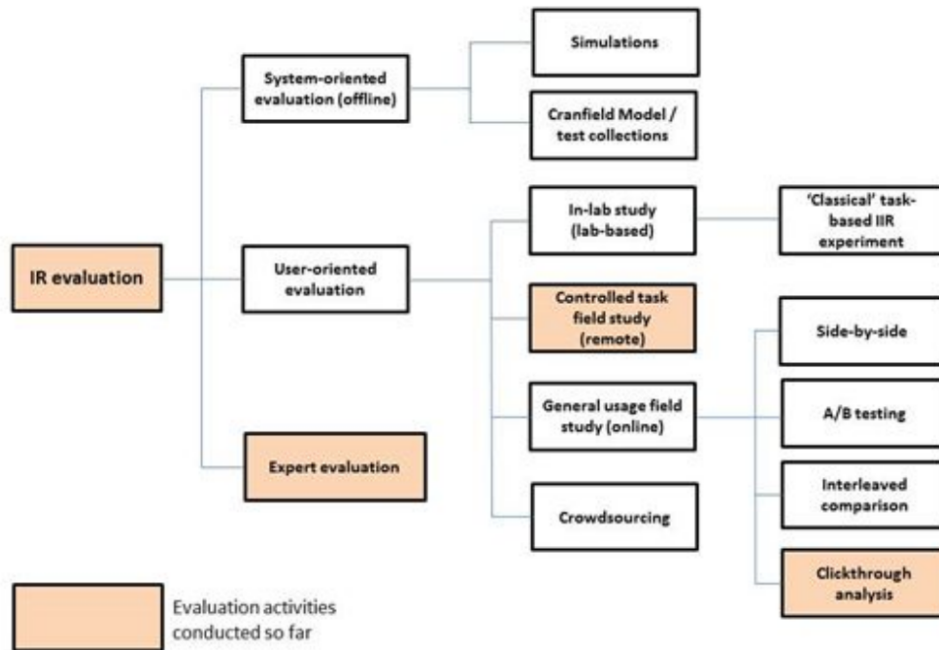 Simulations
System-oriented
evaluation (offline)
Cranfield Model /
test collections
In-lab study
(lab-based)
‘Classical’ task-
based IIR
experiment
IR evaluation
User-oriented
evaluation
Controlled task
field study
(remote)
Side-by-side
General usage field
study (online)
A/B testing
Expert evaluation
Interleaved
comparison
Crowdsourcing
Clickthrough
analysis
Evaluation activities
conducted so far